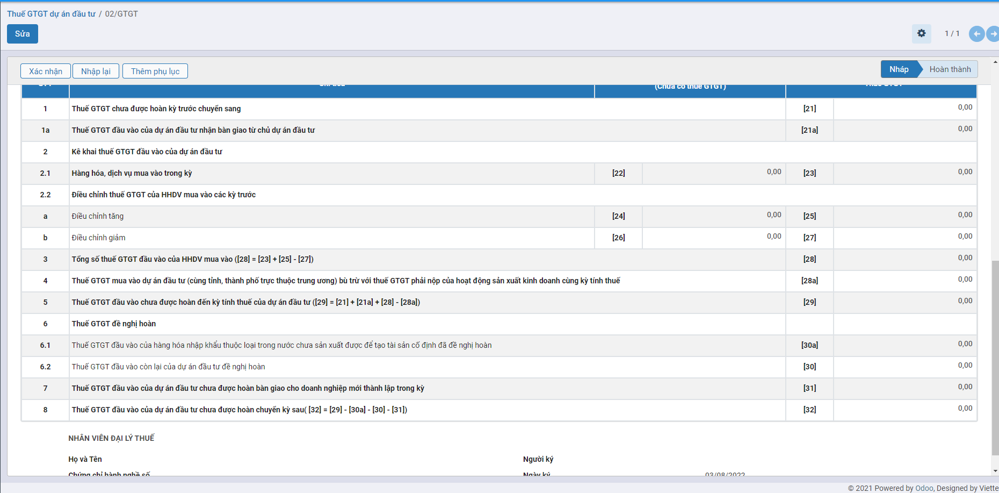 Thuế GTGT dự án đầu tư / 02/GTGT
Sửa
1 / 1
Xác nhận Nhập lại Thêm phụ lục
Nháp Hoàn thành
(Chưa có thuế GTGT)
1 Thuế GTGT chưa được hoàn kỳ trước chuyển sang [21] 0,00
1a Thuế GTGT đầu vào của dự án đầu tư nhận bàn giao từ chủ dự án đầu tư [21a] 0,00
2 Kê khai thuế GTGT đầu vào của dự án đầu tư
2.1 Hàng hóa, dịch vụ mua vào trong kỳ [22] 0,00 [23] 0,00
2.2 Điều chỉnh thuế GTGT của HHDV mua vào các kỳ trước
a Điều chỉnh tăng [24] 0,00 [25] 0,00
b Điều chỉnh giảm [26] 0,00 [27] 0,00
3 Tổng số thuế GTGT đầu vào của HHDV mua vào ([28] = [23] + [25] - [27]) [28] 0,00
4 Thuế GTGT mua vào dự án đầu tư (cùng tỉnh, thành phố trực thuộc trung ương) bù trừ với thuế GTGT phải nộp của hoạt động sản xuất kinh doanh cùng kỳ tính thuế [28a] 0,00
5 Thuế GTGT đầu vào chưa được hoàn đến kỳ tính thuế của dự án đầu tư ([29] = [21] + [21a] + [28] - [28a]) [29] 0,00
6 Thuế GTGT đề nghị hoàn
6.1 Thuế GTGT đầu vào của hàng hóa nhập khẩu thuộc loại trong nước chưa sản xuất được để tạo tài sản cố định đã đề nghị hoàn [30a] 0,00
6.2 Thuế GTGT đầu vào còn lại của dự án đầu tư đề nghị hoàn [30] 0,00
7 Thuế GTGT đầu vào của dự án đầu tư chưa được hoàn bàn giao cho doanh nghiệp mới thành lập trong kỳ [31] 0,00
8 Thuế GTGT đầu vào của dự án đầu tư chưa được hoàn chuyển kỳ sau( [32] = [29] - [30a] - [30] - [31]) [32] 0,00
NHÂN VIÊN ĐẠI LÝ THUẾ
Họ và Tên Người ký
Chứng chỉ hành nghề số Ngày ký 03/08/2022
© 2021 Powered by Odoo, Designed by Viette